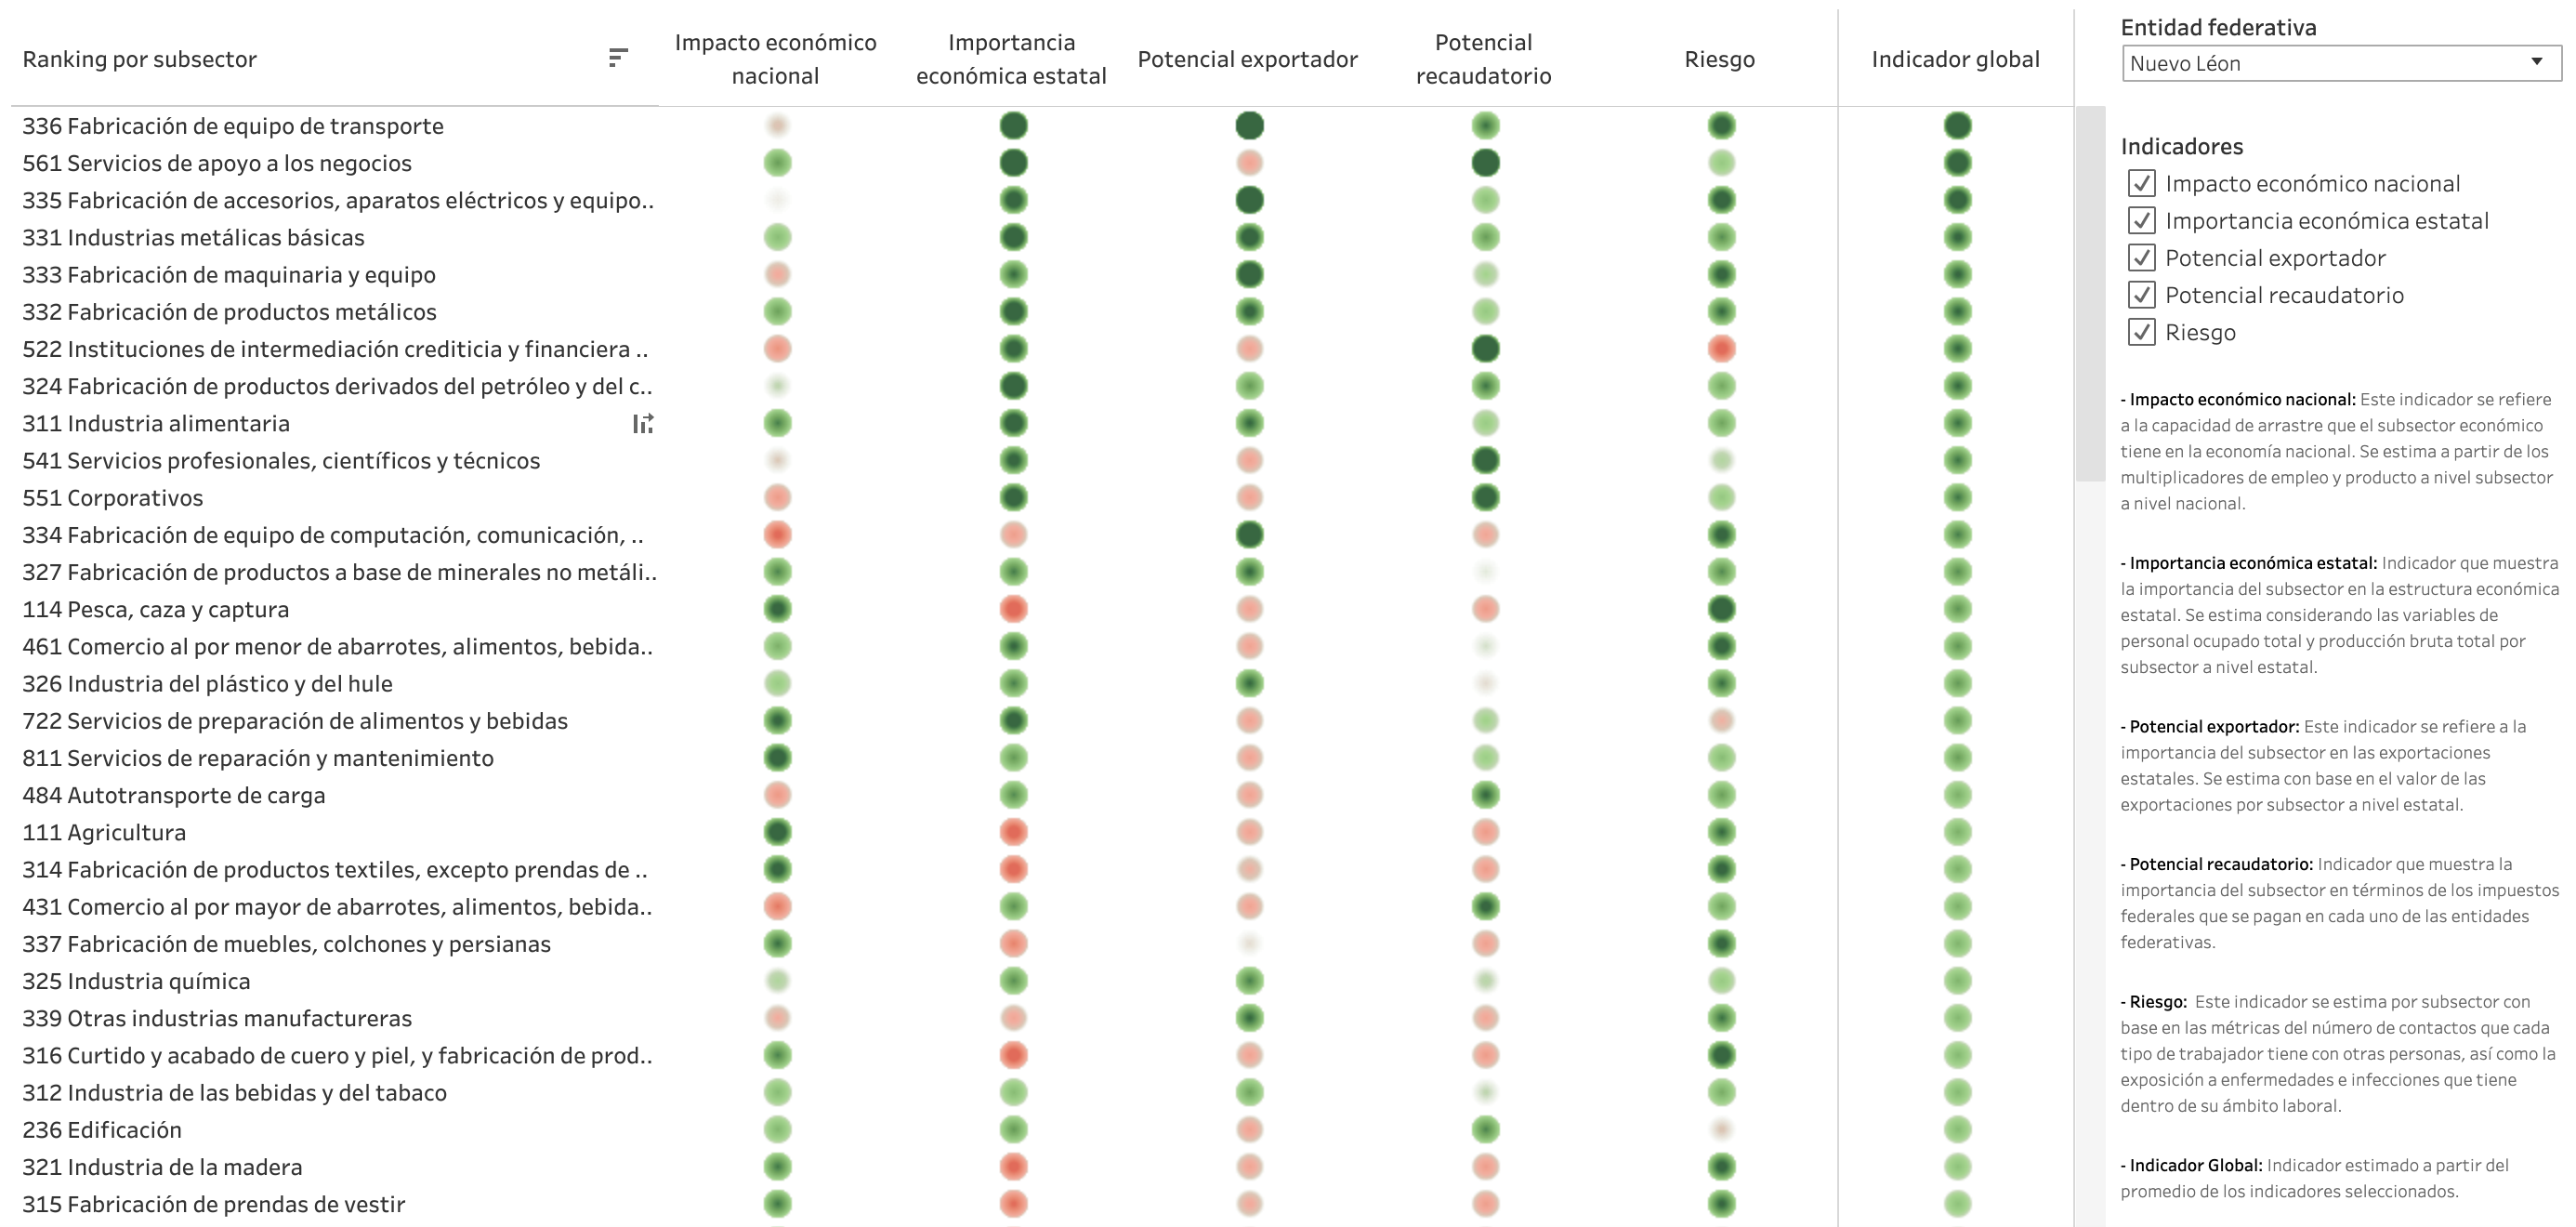 Ranking por subsector
Impacto económico
nacional
Importancia
económica estatal
Potencial exportador
Potencial
recaudatorio
Riesgo
Indicador global
336 Fabricación de equipo de transporte
561 Servicios de apoyo a los negocios
335 Fabricación de accesorios, aparatos eléctricos y equipo..
331 Industrias metálicas básicas
333 Fabricación de maquinaria y equipo
332 Fabricación de productos metálicos
522 Instituciones de intermediación crediticia y financiera ..
324 Fabricación de productos derivados del petróleo y del c..
311 Industria alimentaria
541 Servicios profesionales, científicos y técnicos
551 Corporativos
334 Fabricación de equipo de computación, comunicación, ..
327 Fabricación de productos a base de minerales no metáli..
114 Pesca, caza y captura
461 Comercio al por menor de abarrotes, alimentos, bebida..
326 Industria del plástico y del hule
722 Servicios de preparación de alimentos y bebidas
811 Servicios de reparación y mantenimiento
484 Autotransporte de carga
111 Agricultura
314 Fabricación de productos textiles, excepto prendas de ..
431 Comercio al por mayor de abarrotes, alimentos, bebida..
337 Fabricación de muebles, colchones y persianas
325 Industria química
339 Otras industrias manufactureras
316 Curtido y acabado de cuero y piel, y fabricación de prod..
312 Industria de las bebidas y del tabaco
236 Edificación
321 Industria de la madera
315 Fabricación de prendas de vestir
Entidad federativa
Nuevo Léon
Indicadores
Impacto económico nacional
Importancia económica estatal
Potencial exportador
Potencial recaudatorio
Riesgo
- Impacto económico nacional: Este indicador se refiere
a la capacidad de arrastre que el subsector económico
tiene en la economía nacional. Se estima a partir de los
multiplicadores de empleo y producto a nivel subsector
a nivel nacional.
- Importancia económica estatal: Indicador que muestra
la importancia del subsector en la estructura económica
estatal. Se estima considerando las variables de
personal ocupado total y producción bruta total por
subsector a nivel estatal.
- Potencial exportador: Este indicador se refiere a la
importancia del subsector en las exportaciones
estatales. Se estima con base en el valor de las
exportaciones por subsector a nivel estatal.
- Potencial recaudatorio: Indicador que muestra la
importancia del subsector en términos de los impuestos
federales que se pagan en cada uno de las entidades
federativas.
- Riesgo: Este indicador se estima por subsector con
base en las métricas del número de contactos que cada
tipo de trabajador tiene con otras personas, así como la
exposición a enfermedades e infecciones que tiene
dentro de su ámbito laboral.
- Indicador Global: Indicador estimado a partir del
promedio de los indicadores seleccionados.